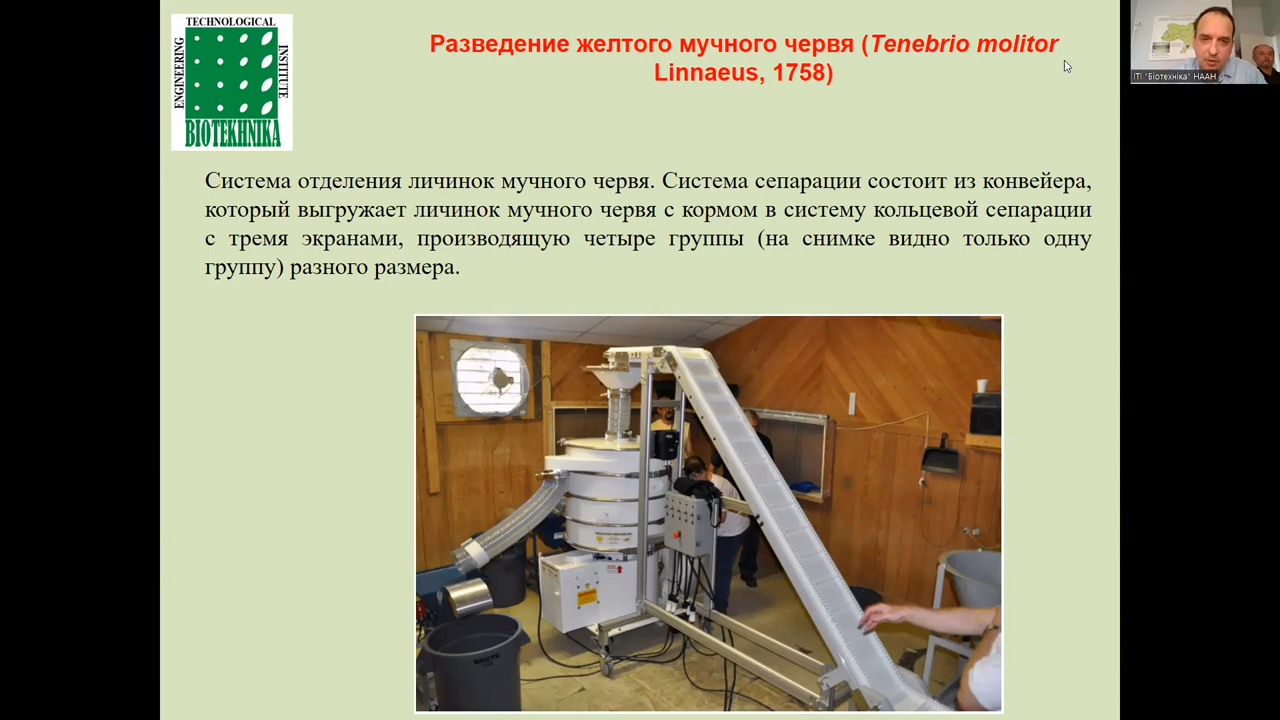 TECHNOLOGICAL
ENGINEERING
INSTITUTE
BIOTEKHNIKA
Разведение желтого мучного червя (Tenebrio molitor
Linnaeus, 1758)
ІТІ "Біотехніка" НААН
Система отделения личинок мучного червя. Система сепарации состоит из конвейера,
который выгружает личинок мучного червя с кормом в систему кольцевой сепарации
с тремя экранами, производящую четыре группы (на снимке видно только одну
группу) разного размера.
BRUTE